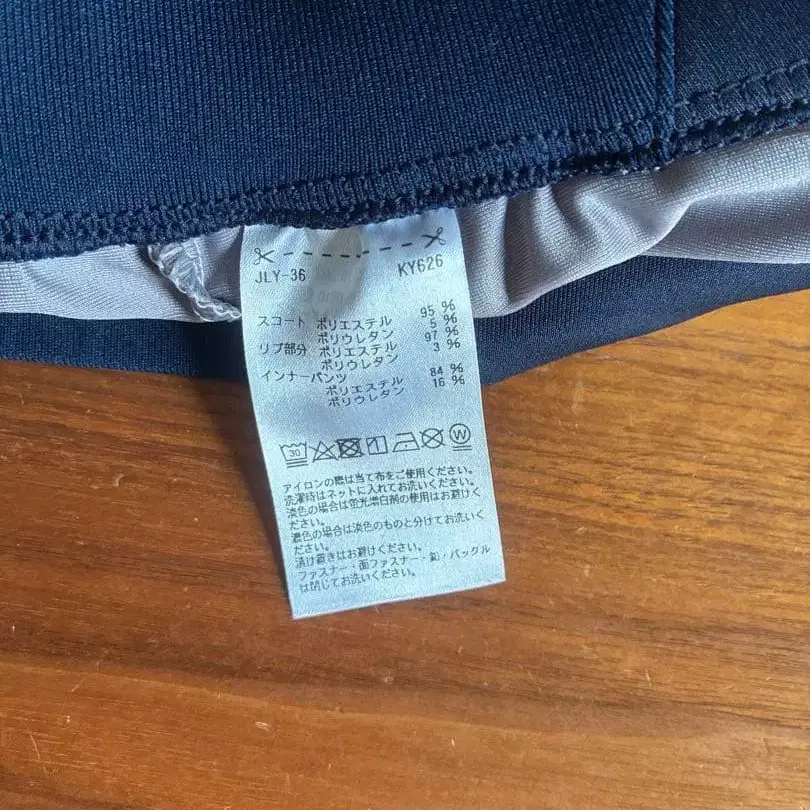 JLY-36 KY626
スコート ポリエステル 95 %
ポリウレタン 5 %
リブ部分 ポリエステル 97 %
ポリウレタン 3 %
インナーパンツ
ポリエステル 84 %
ポリウレタン 16 %
30 1 W
アイロンの際は当て布をご使用ください。
洗濯時はネットに入れてお洗いください。
淡色の場合は蛍光増白剤の使用はお避けく
ださい。
濃色の場合は淡色のものと分けてお洗いく
ださい。
漬け置きはお避けください。
ファスナー・面ファスナー・釦・バックル
は閉じてお洗いください。